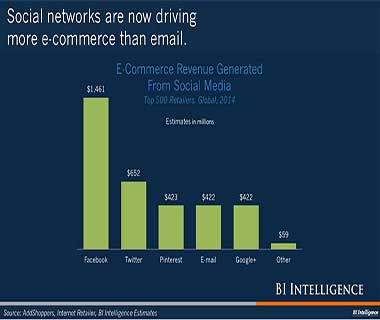 Social networks are now driving
more e-commerce than email.
E-Commerce Revenue Generated
From Social Media
Top 500 Retailers, Global, 2014
Estimates in millions
$1,461
$652
$423
$422
$422
$59
Facebook Twitter Pinterest E-mail Google+ Other
BI INTELLIGENCE
Source: AddShoppers, Internet Retailer, BI Intelligence Estimates
BI Intelligence